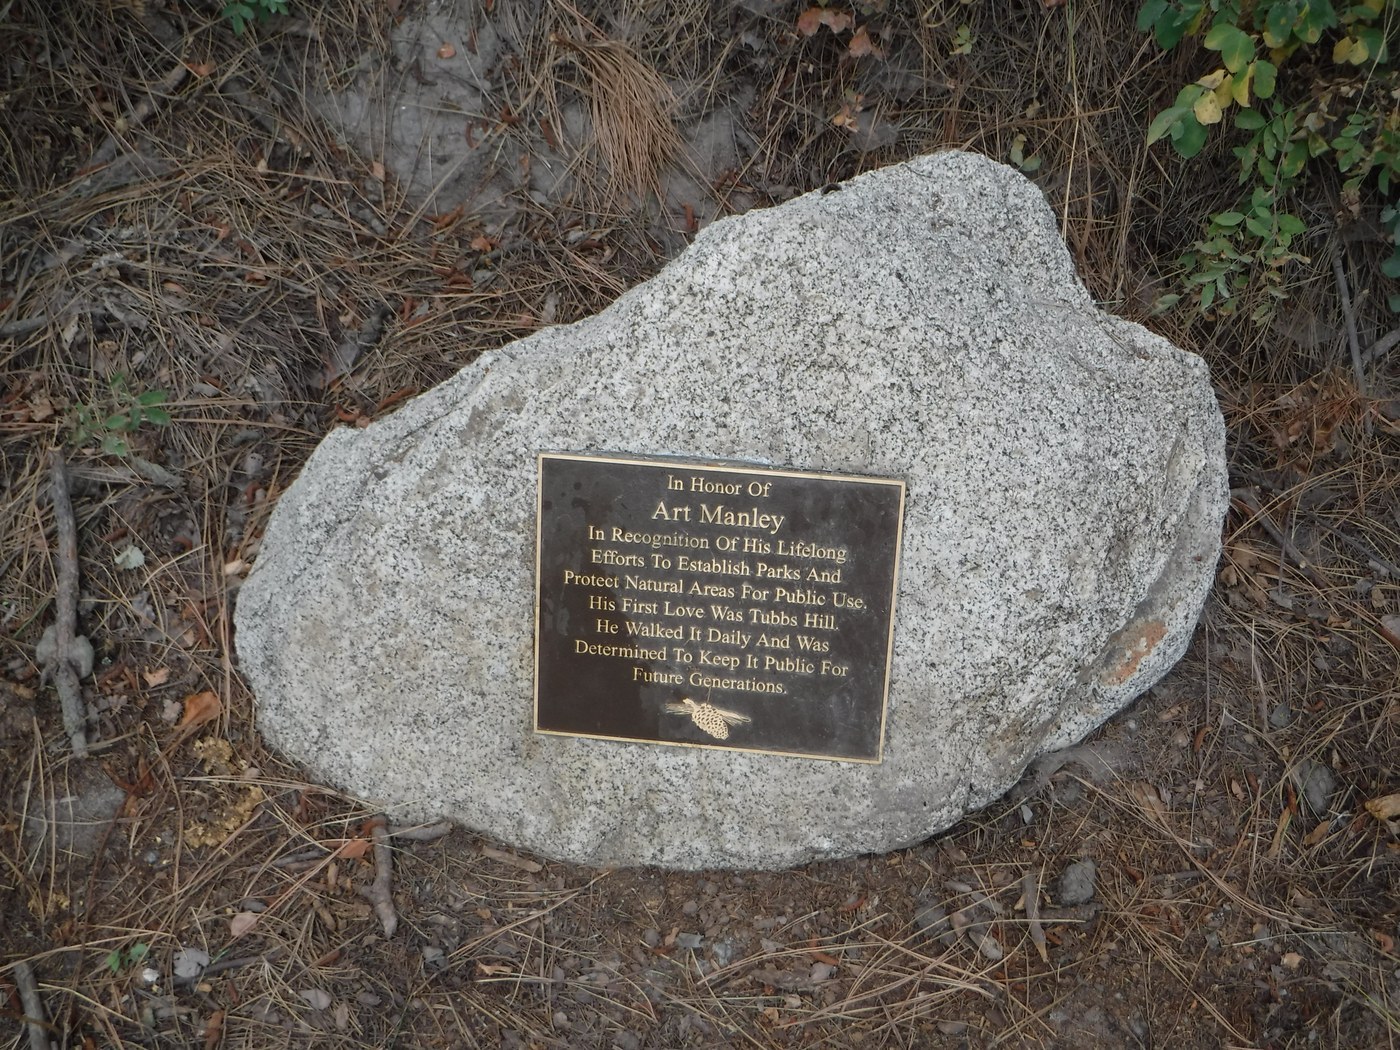 In Honor Of
Art Manley
In Recognition Of His Lifelong
Efforts To Establish Parks And
Protect Natural Areas For Public Use.
His First Love Was Tubbs Hill.
He Walked It Daily And Was
Determined To Keep It Public For
Future Generations.